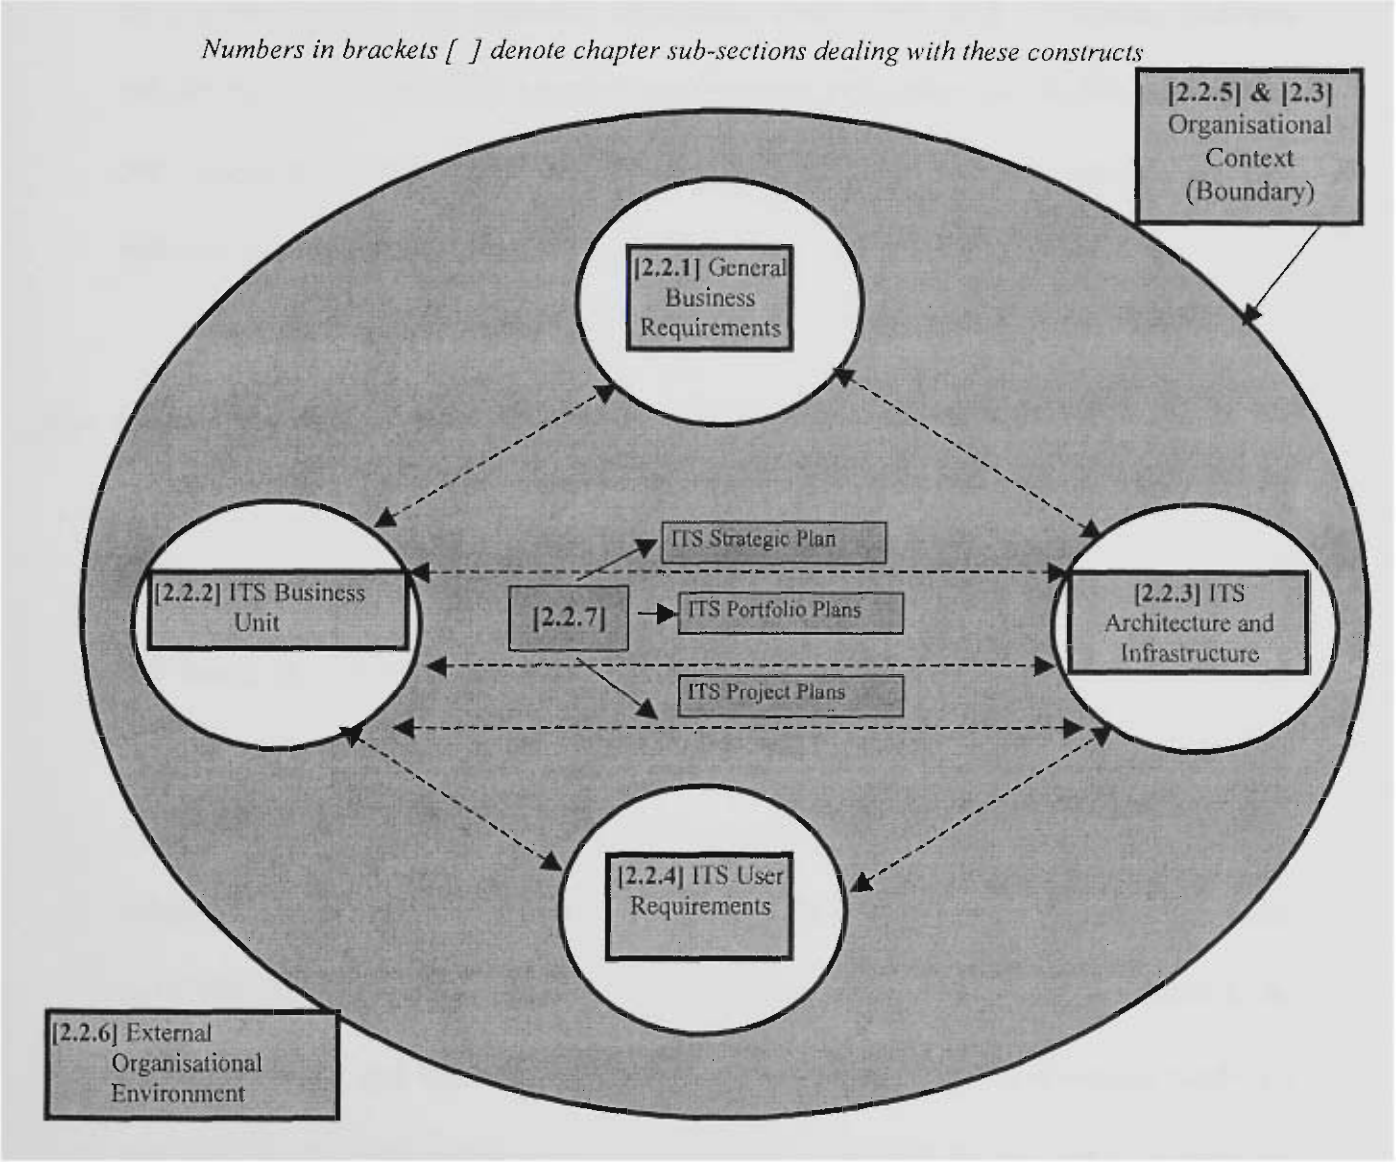 Numbers in brackets [ ] denote chapter sub-sections dealing with these constructs
[2.2.5] & [2.3]
Organisational
Context
(Boundary)
[2.2.1] General
Business
Requirements
ITS Strategic Plan
[2.2.2] ITS Business
Unit
[2.2.7]
ITS Portfolio Plans
[2.2.3] ITS
Architecture and
Infrastructure
ITS Project Plans
[2.2.4] ITS User
Requirements
[2.2.6] External
Organisational
Environment